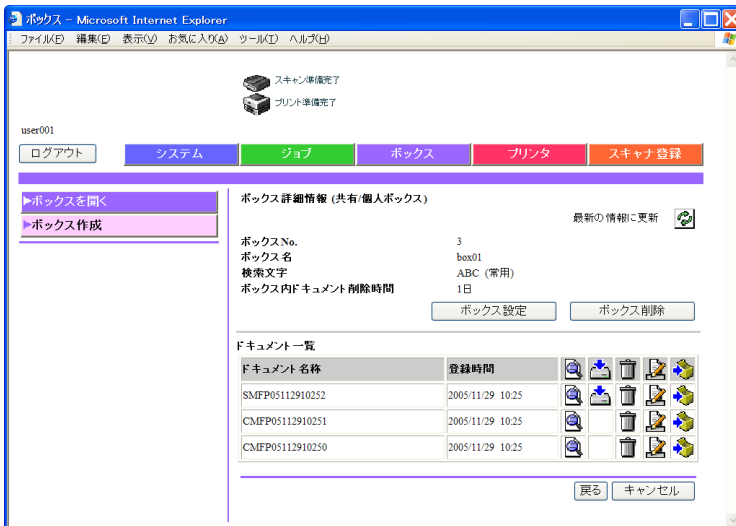 ボックス - Microsoft Internet Explorer
ファイル(F) 編集(E) 表示(V) お気に入り(A) ツール(T) ヘルプ(H)
スキャン準備完了
プリント準備完了
user001
ログアウト システム ジョブ ボックス プリンタ スキャナ登録
▶ボックスを開く
▶ボックス作成
ボックス詳細情報 (共有/個人ボックス)
最新の情報に更新
ボックスNo. 3
ボックス名 box01
検索文字 ABC (常用)
ボックス内ドキュメント削除時間 1日
ボックス設定 ボックス削除
ドキュメント一覧
ドキュメント名称 登録時間
SMFP05112910252 2005/11/29 10:25
CMFP05112910251 2005/11/29 10:25
CMFP05112910250 2005/11/29 10:25
戻る キャンセル